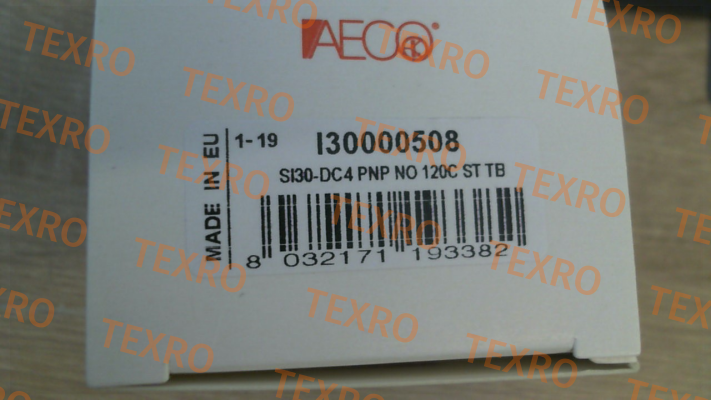 AECO
MADE IN EU
1-19 I30000508
SI30-DC4 PNP NO 120C ST TB
8 032171 193382
TEXRO